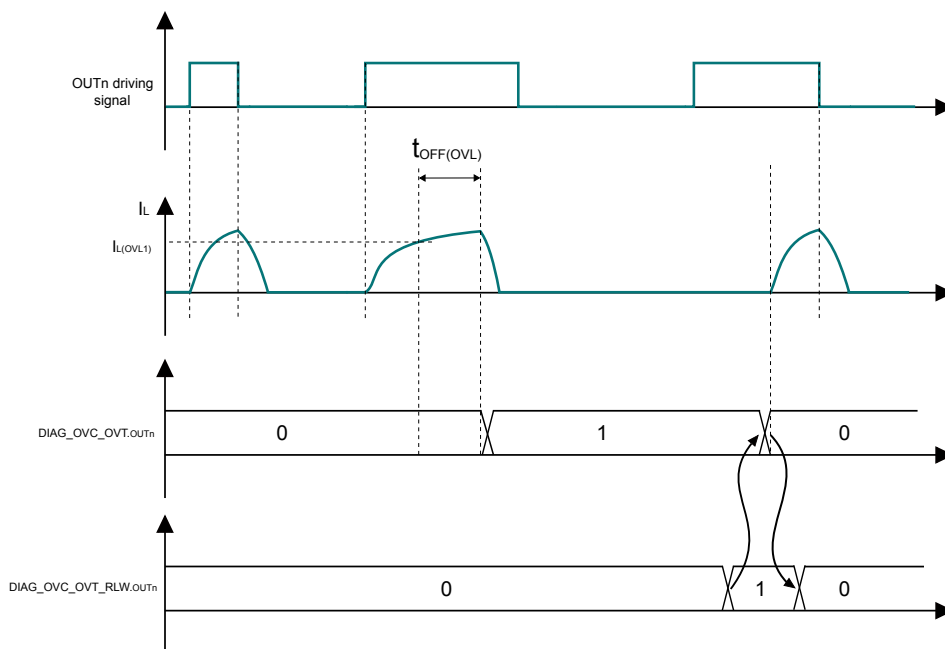 OUTn driving
signal
tOFF(OVL)
IL
IL(OVL1)
DIAG_OVC_OVT.OUTn
0
1
0
DIAG_OVC_OVT_RLW.OUTn
0
1
0